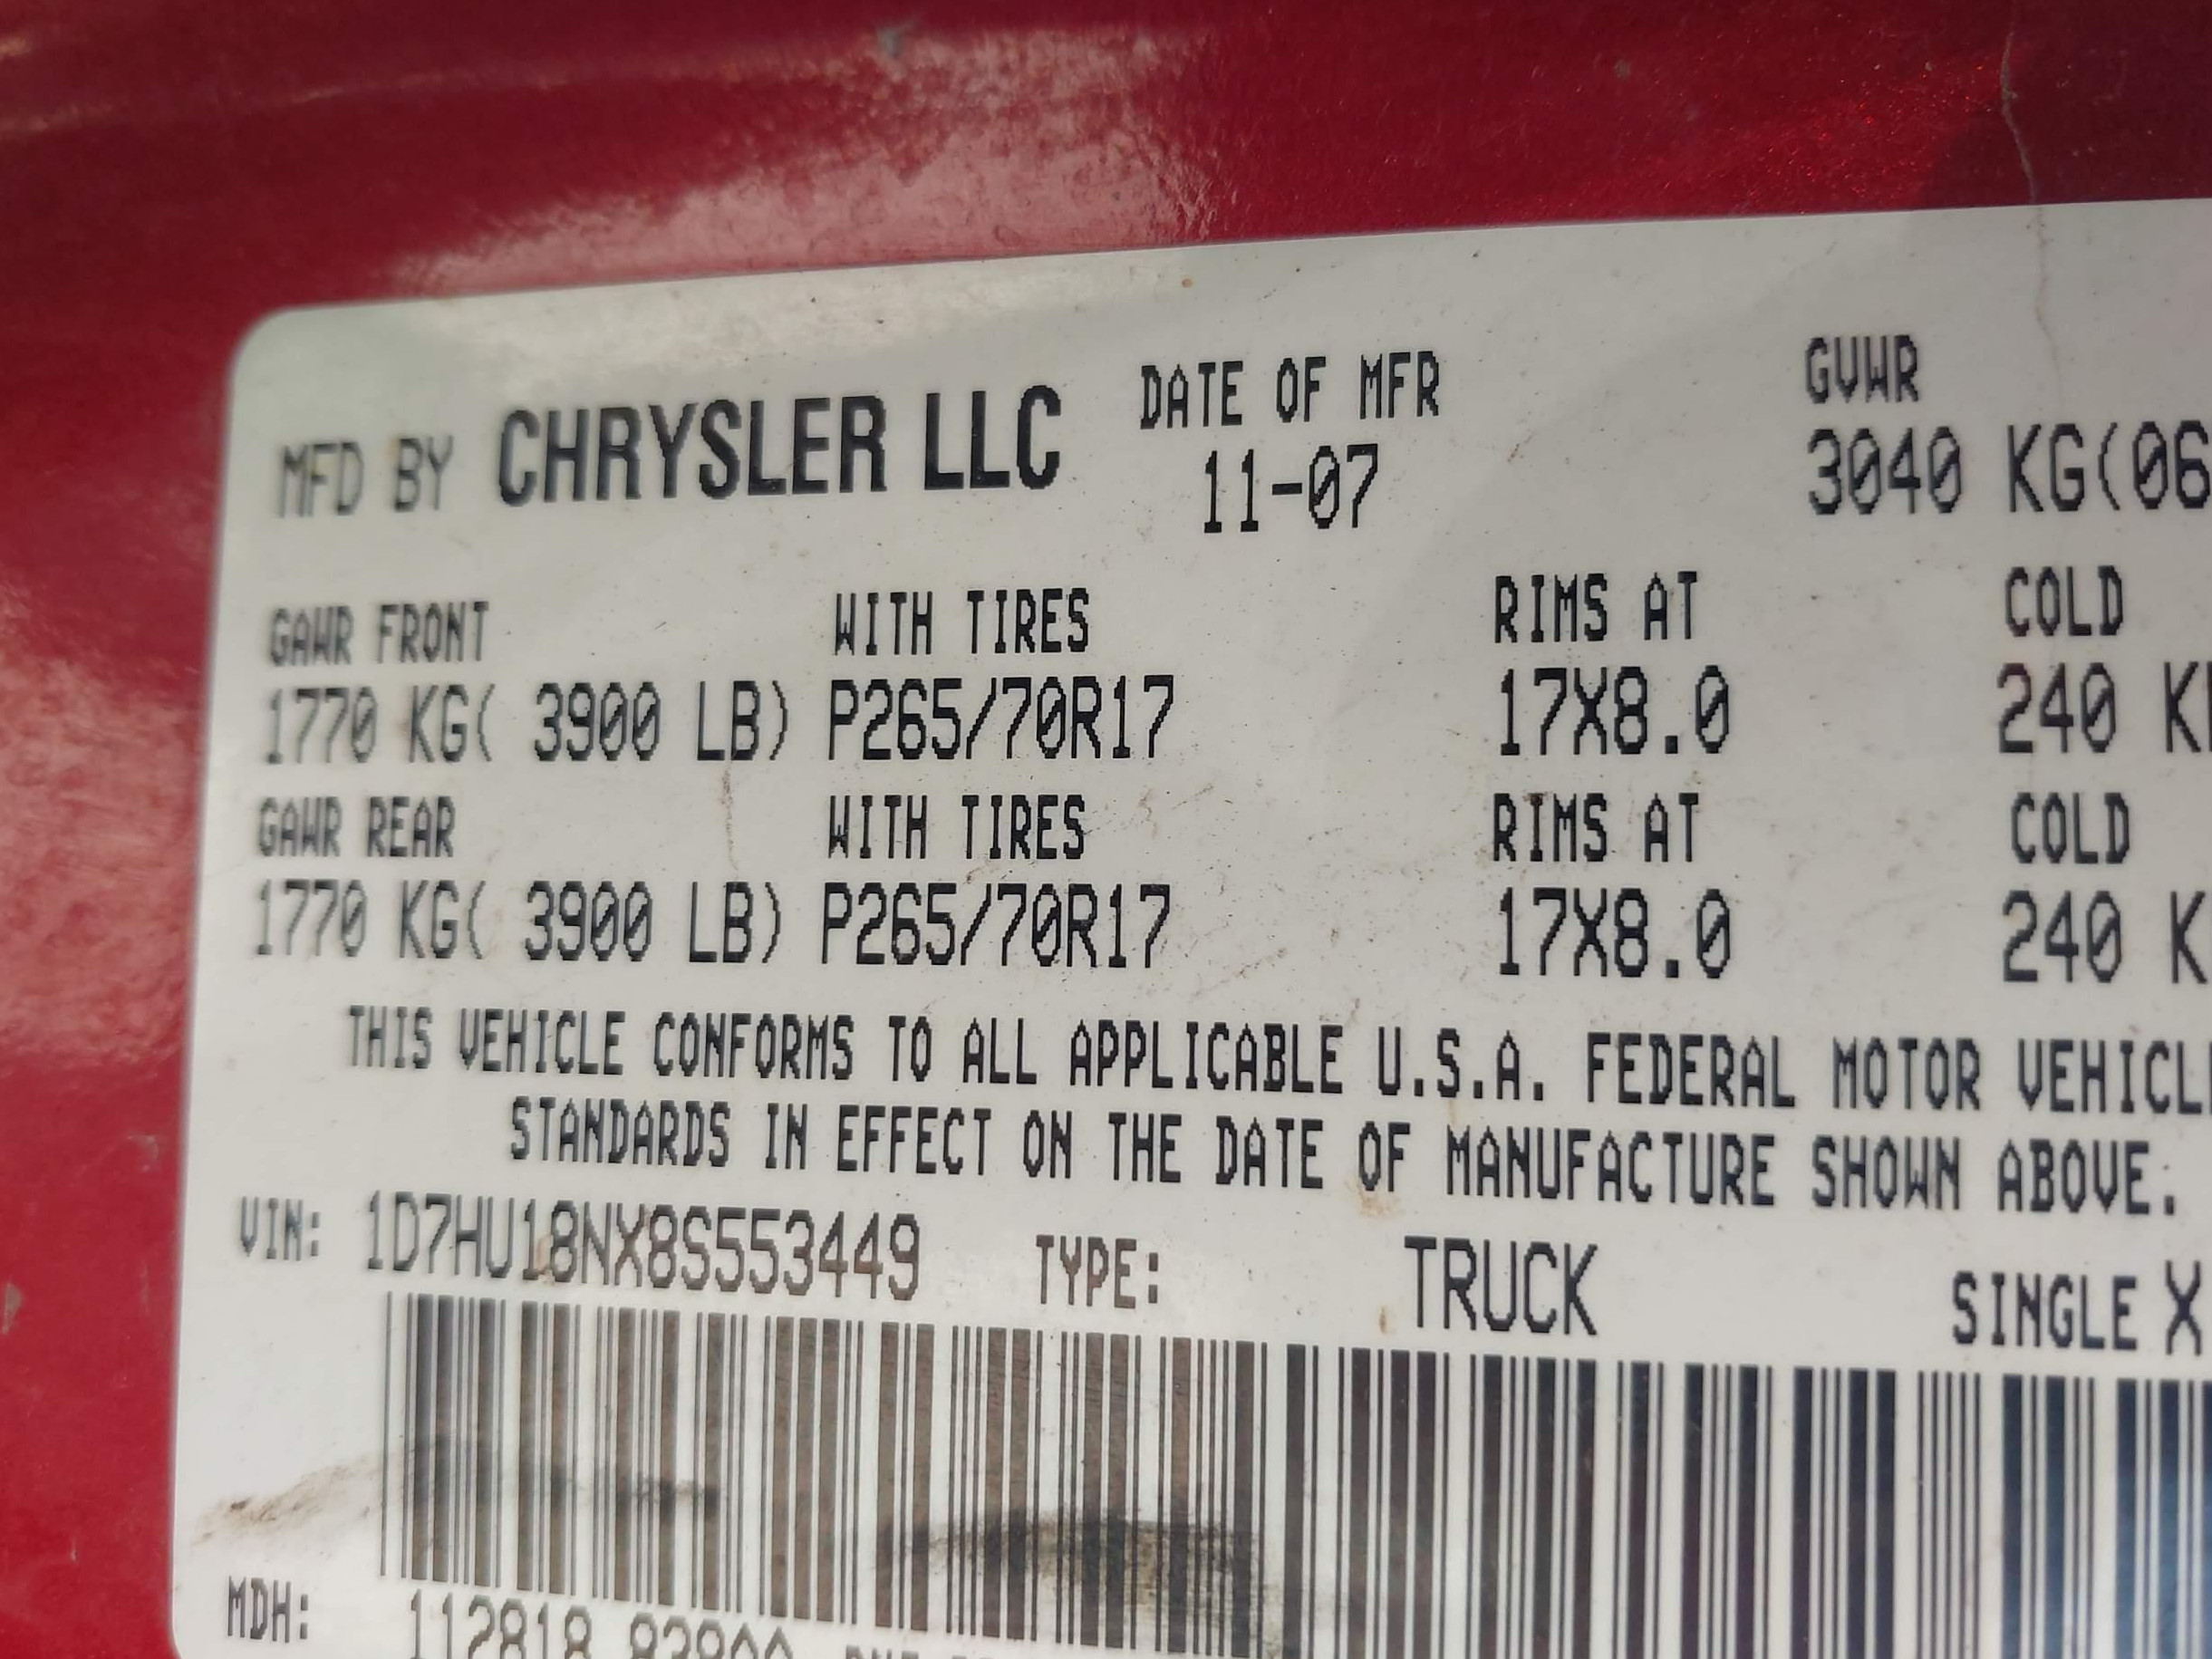 MFD BY CHRYSLER LLC DATE OF MFR GVWR
11-07 3040 KG(06
GAWR FRONT WITH TIRES RIMS AT COLD
1770 KG( 3900 LB) P265/70R17 17X8.0 240 K
GAWR REAR WITH TIRES RIMS AT COLD
1770 KG( 3900 LB) P265/70R17 17X8.0 240 K
THIS VEHICLE CONFORMS TO ALL APPLICABLE U.S.A. FEDERAL MOTOR VEHICL
STANDARDS IN EFFECT ON THE DATE OF MANUFACTURE SHOWN ABOVE.
VIN: 1D7HU18NX8S553449 TYPE: TRUCK SINGLE X
MDH: 112818